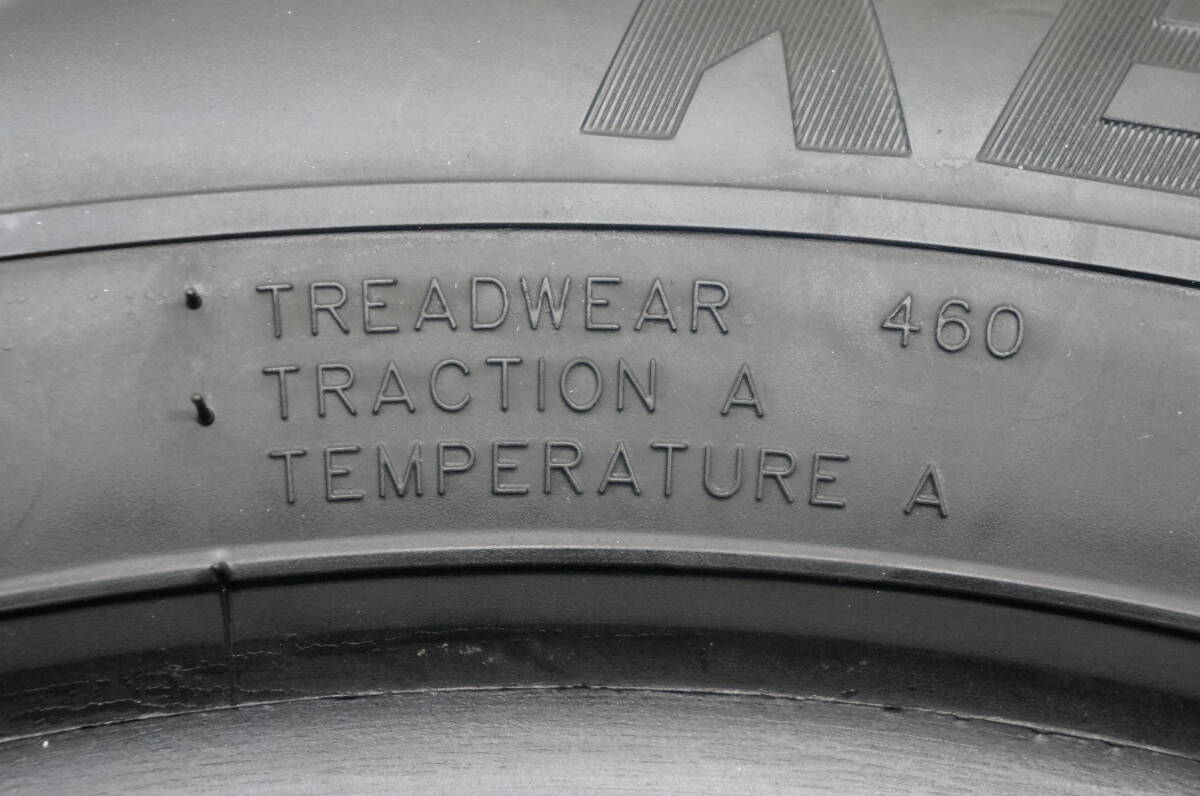 TREADWEAR 460
TRACTION A
TEMPERATURE A